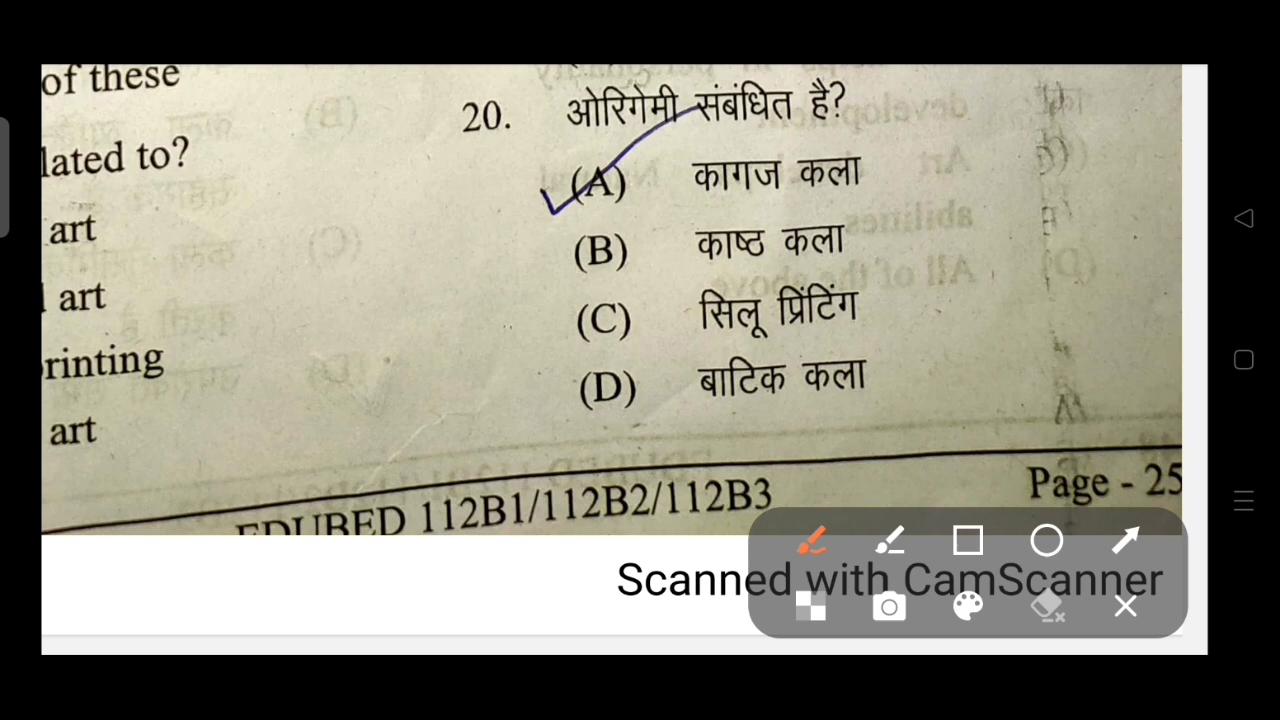 of these
lated to?
art
art
rinting
art
20. ओरिगेमी संबंधित है?
(A) कागज कला
(B) काष्ठ कला
(C) सिलू प्रिंटिंग
(D) बाटिक कला
EDUBED 112B1/112B2/112B3
Page - 25
Scanned with CamScanner